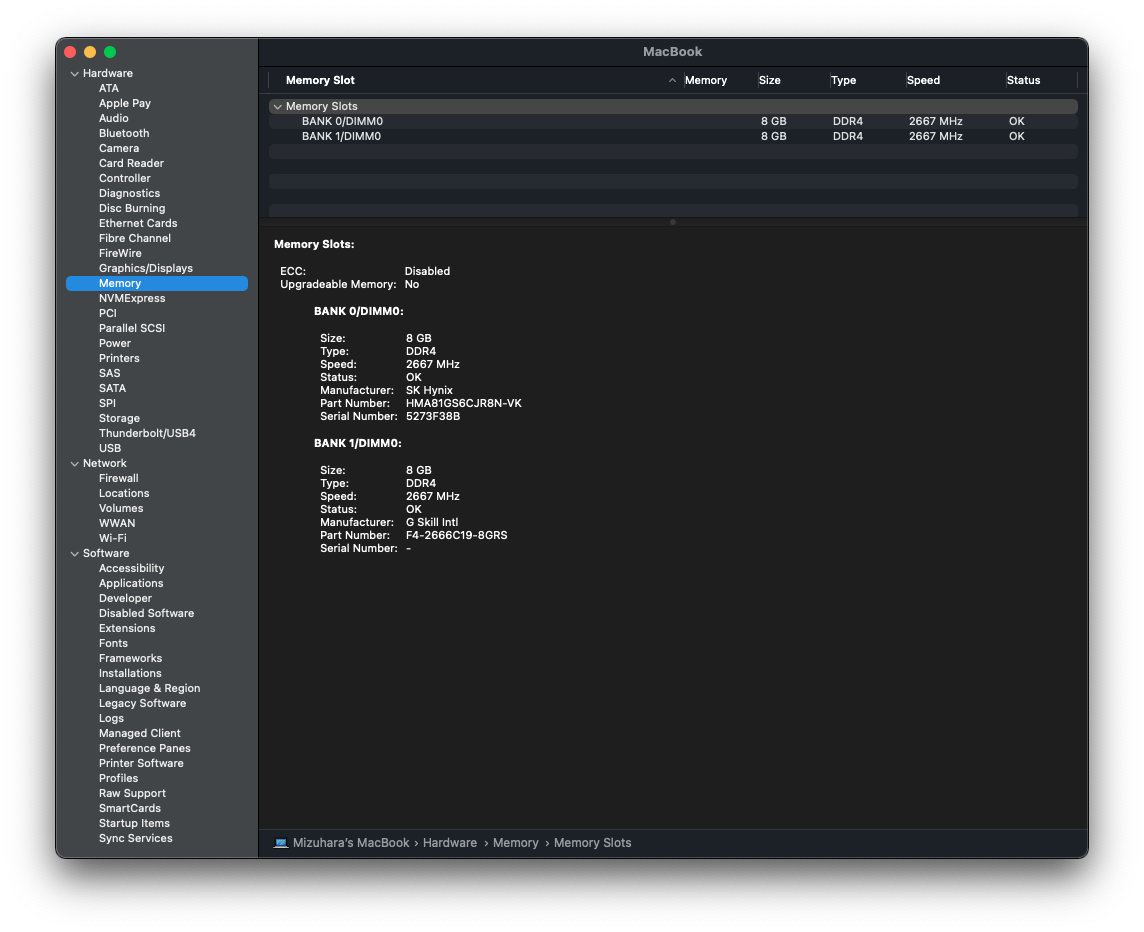 MacBook
Hardware
ATA
Apple Pay
Audio
Bluetooth
Camera
Card Reader
Controller
Diagnostics
Disc Burning
Ethernet Cards
Fibre Channel
FireWire
Graphics/Displays
Memory
NVMExpress
PCI
Parallel SCSI
Power
Printers
SAS
SATA
SPI
Storage
Thunderbolt/USB4
USB
Network
Firewall
Locations
Volumes
WWAN
Wi-Fi
Software
Accessibility
Applications
Developer
Disabled Software
Extensions
Fonts
Frameworks
Installations
Language & Region
Legacy Software
Logs
Managed Client
Preference Panes
Printer Software
Profiles
Raw Support
SmartCards
Startup Items
Sync Services
Memory Slot Memory Size Type Speed Status
Memory Slots
BANK 0/DIMM0 8 GB DDR4 2667 MHz OK
BANK 1/DIMM0 8 GB DDR4 2667 MHz OK
Memory Slots:
ECC: Disabled
Upgradeable Memory: No
BANK 0/DIMM0:
Size: 8 GB
Type: DDR4
Speed: 2667 MHz
Status: OK
Manufacturer: SK Hynix
Part Number: HMA81GS6CJR8N-VK
Serial Number: 5273F38B
BANK 1/DIMM0:
Size: 8 GB
Type: DDR4
Speed: 2667 MHz
Status: OK
Manufacturer: G Skill Intl
Part Number: F4-2666C19-8GRS
Serial Number: -
Mizuhara's MacBook › Hardware › Memory › Memory Slots